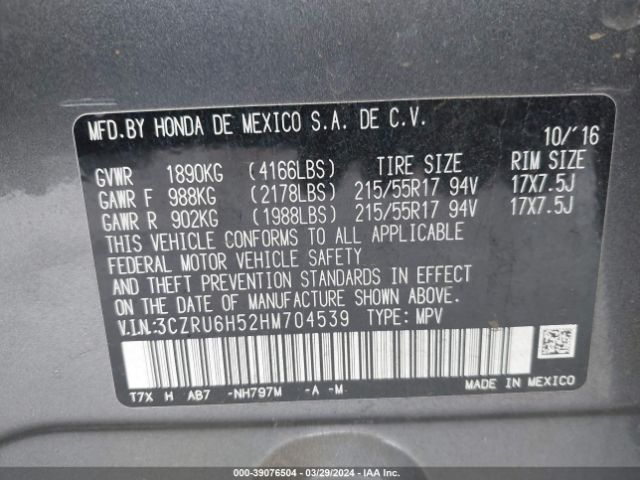 MFD.BY HONDA DE MEXICO S.A. DE C.V.
10/'16
GVWR 1890KG (4166LBS) TIRE SIZE RIM SIZE
GAWR F 988KG (2178LBS) 215/55R17 94V 17X7.5J
GAWR R 902KG (1988LBS) 215/55R17 94V 17X7.5J
THIS VEHICLE CONFORMS TO ALL APPLICABLE
FEDERAL MOTOR VEHICLE SAFETY
AND THEFT PREVENTION STANDARDS IN EFFECT
ON THE DATE OF MANUFACTURE SHOWN ABOVE.
V.I.N.:3CZRU6H52HM704539 TYPE: MPV
T7X H AB7 -NH797M -A -M-
MADE IN MEXICO
000-39076504 - 03/29/2024 - IAA Inc.